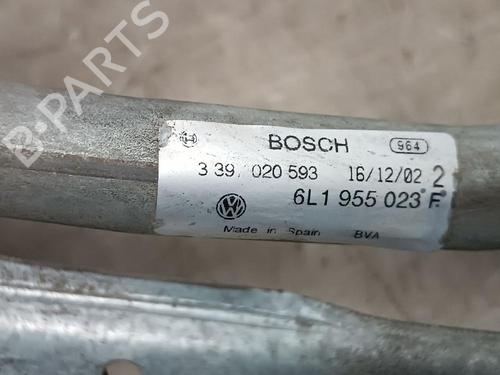 B-PARTS
BOSCH 964
3 39 020 593 16/12/02 2
6L1 955 023 F
Made in Spain BVA